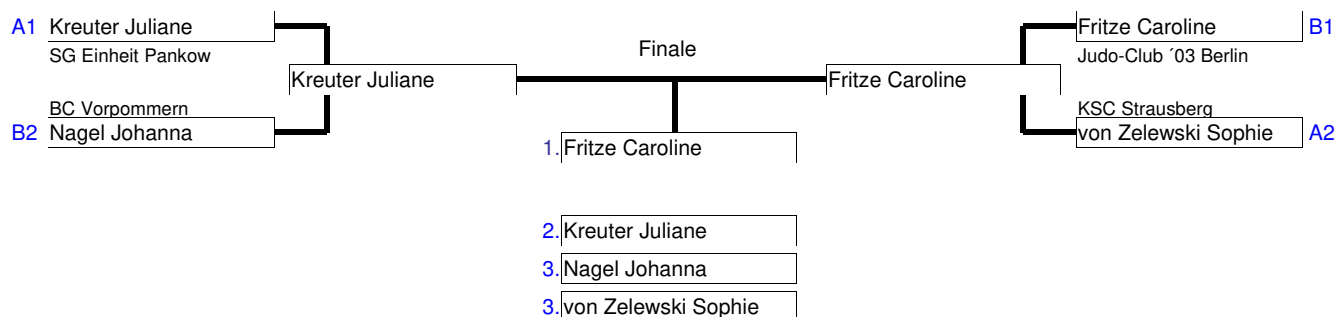 A1 Kreuter Juliane
SG Einheit Pankow
BC Vorpommern
B2 Nagel Johanna
Kreuter Juliane
Finale
Fritze Caroline
Fritze Caroline B1
Judo-Club ´03 Berlin
KSC Strausberg
von Zelewski Sophie A2
1. Fritze Caroline
2. Kreuter Juliane
3. Nagel Johanna
3. von Zelewski Sophie